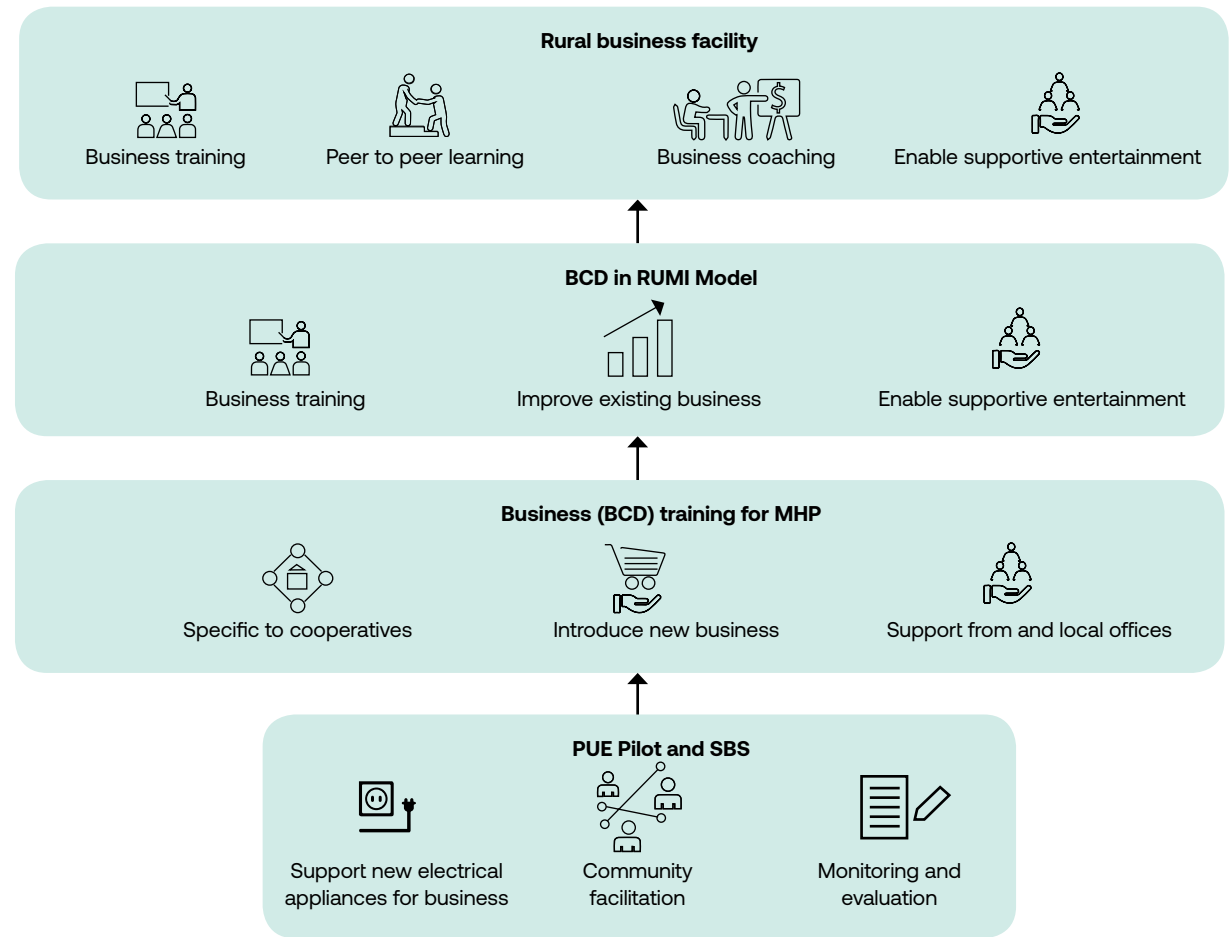 Rural business facility
Business training
Peer to peer learning
Business coaching
Enable supportive entertainment
BCD in RUMI Model
Business training
Improve existing business
Enable supportive entertainment
Business (BCD) training for MHP
Specific to cooperatives
Introduce new business
Support from and local offices
PUE Pilot and SBS
Support new electrical
appliances for business
Community
facilitation
Monitoring and
evaluation